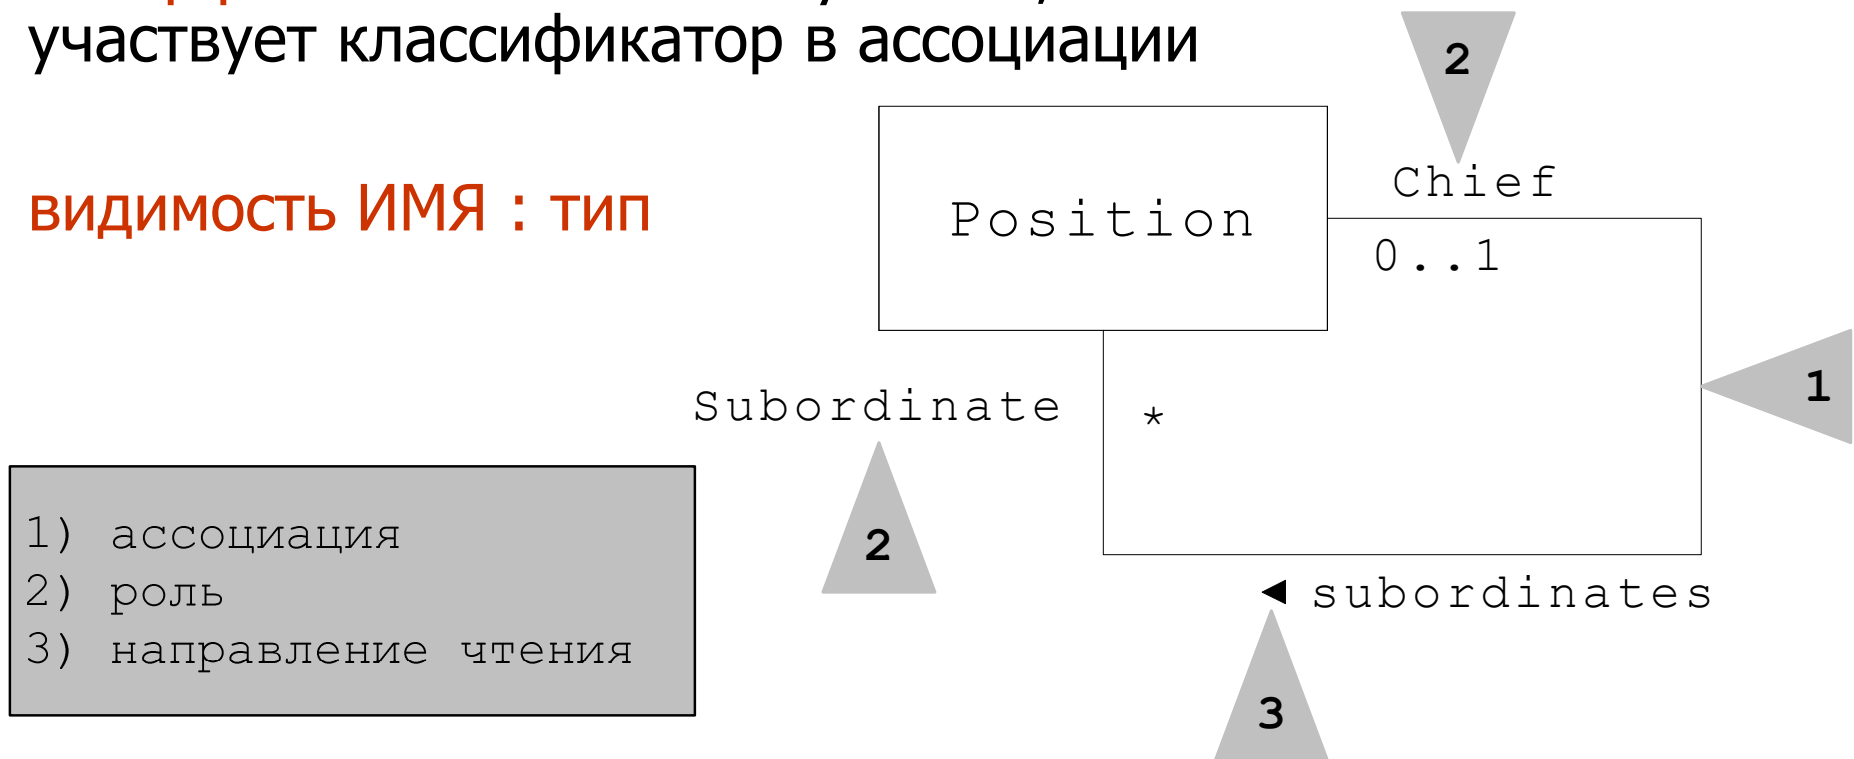 участвует классификатор в ассоциации
2
Chief
видимость ИМЯ : тип
Position
0..1
1
Subordinate
*
2
1) ассоциация
2) роль
3) направление чтения
subordinates
3